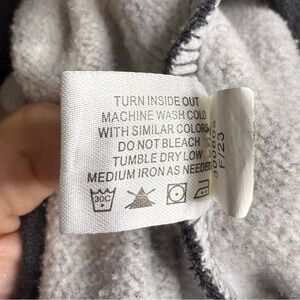 TURN INSIDE OUT
MACHINE WASH COLD
WITH SIMILAR COLORS
DO NOT BLEACH
TUMBLE DRY LOW
MEDIUM IRON AS NEEDED
30C
F/23